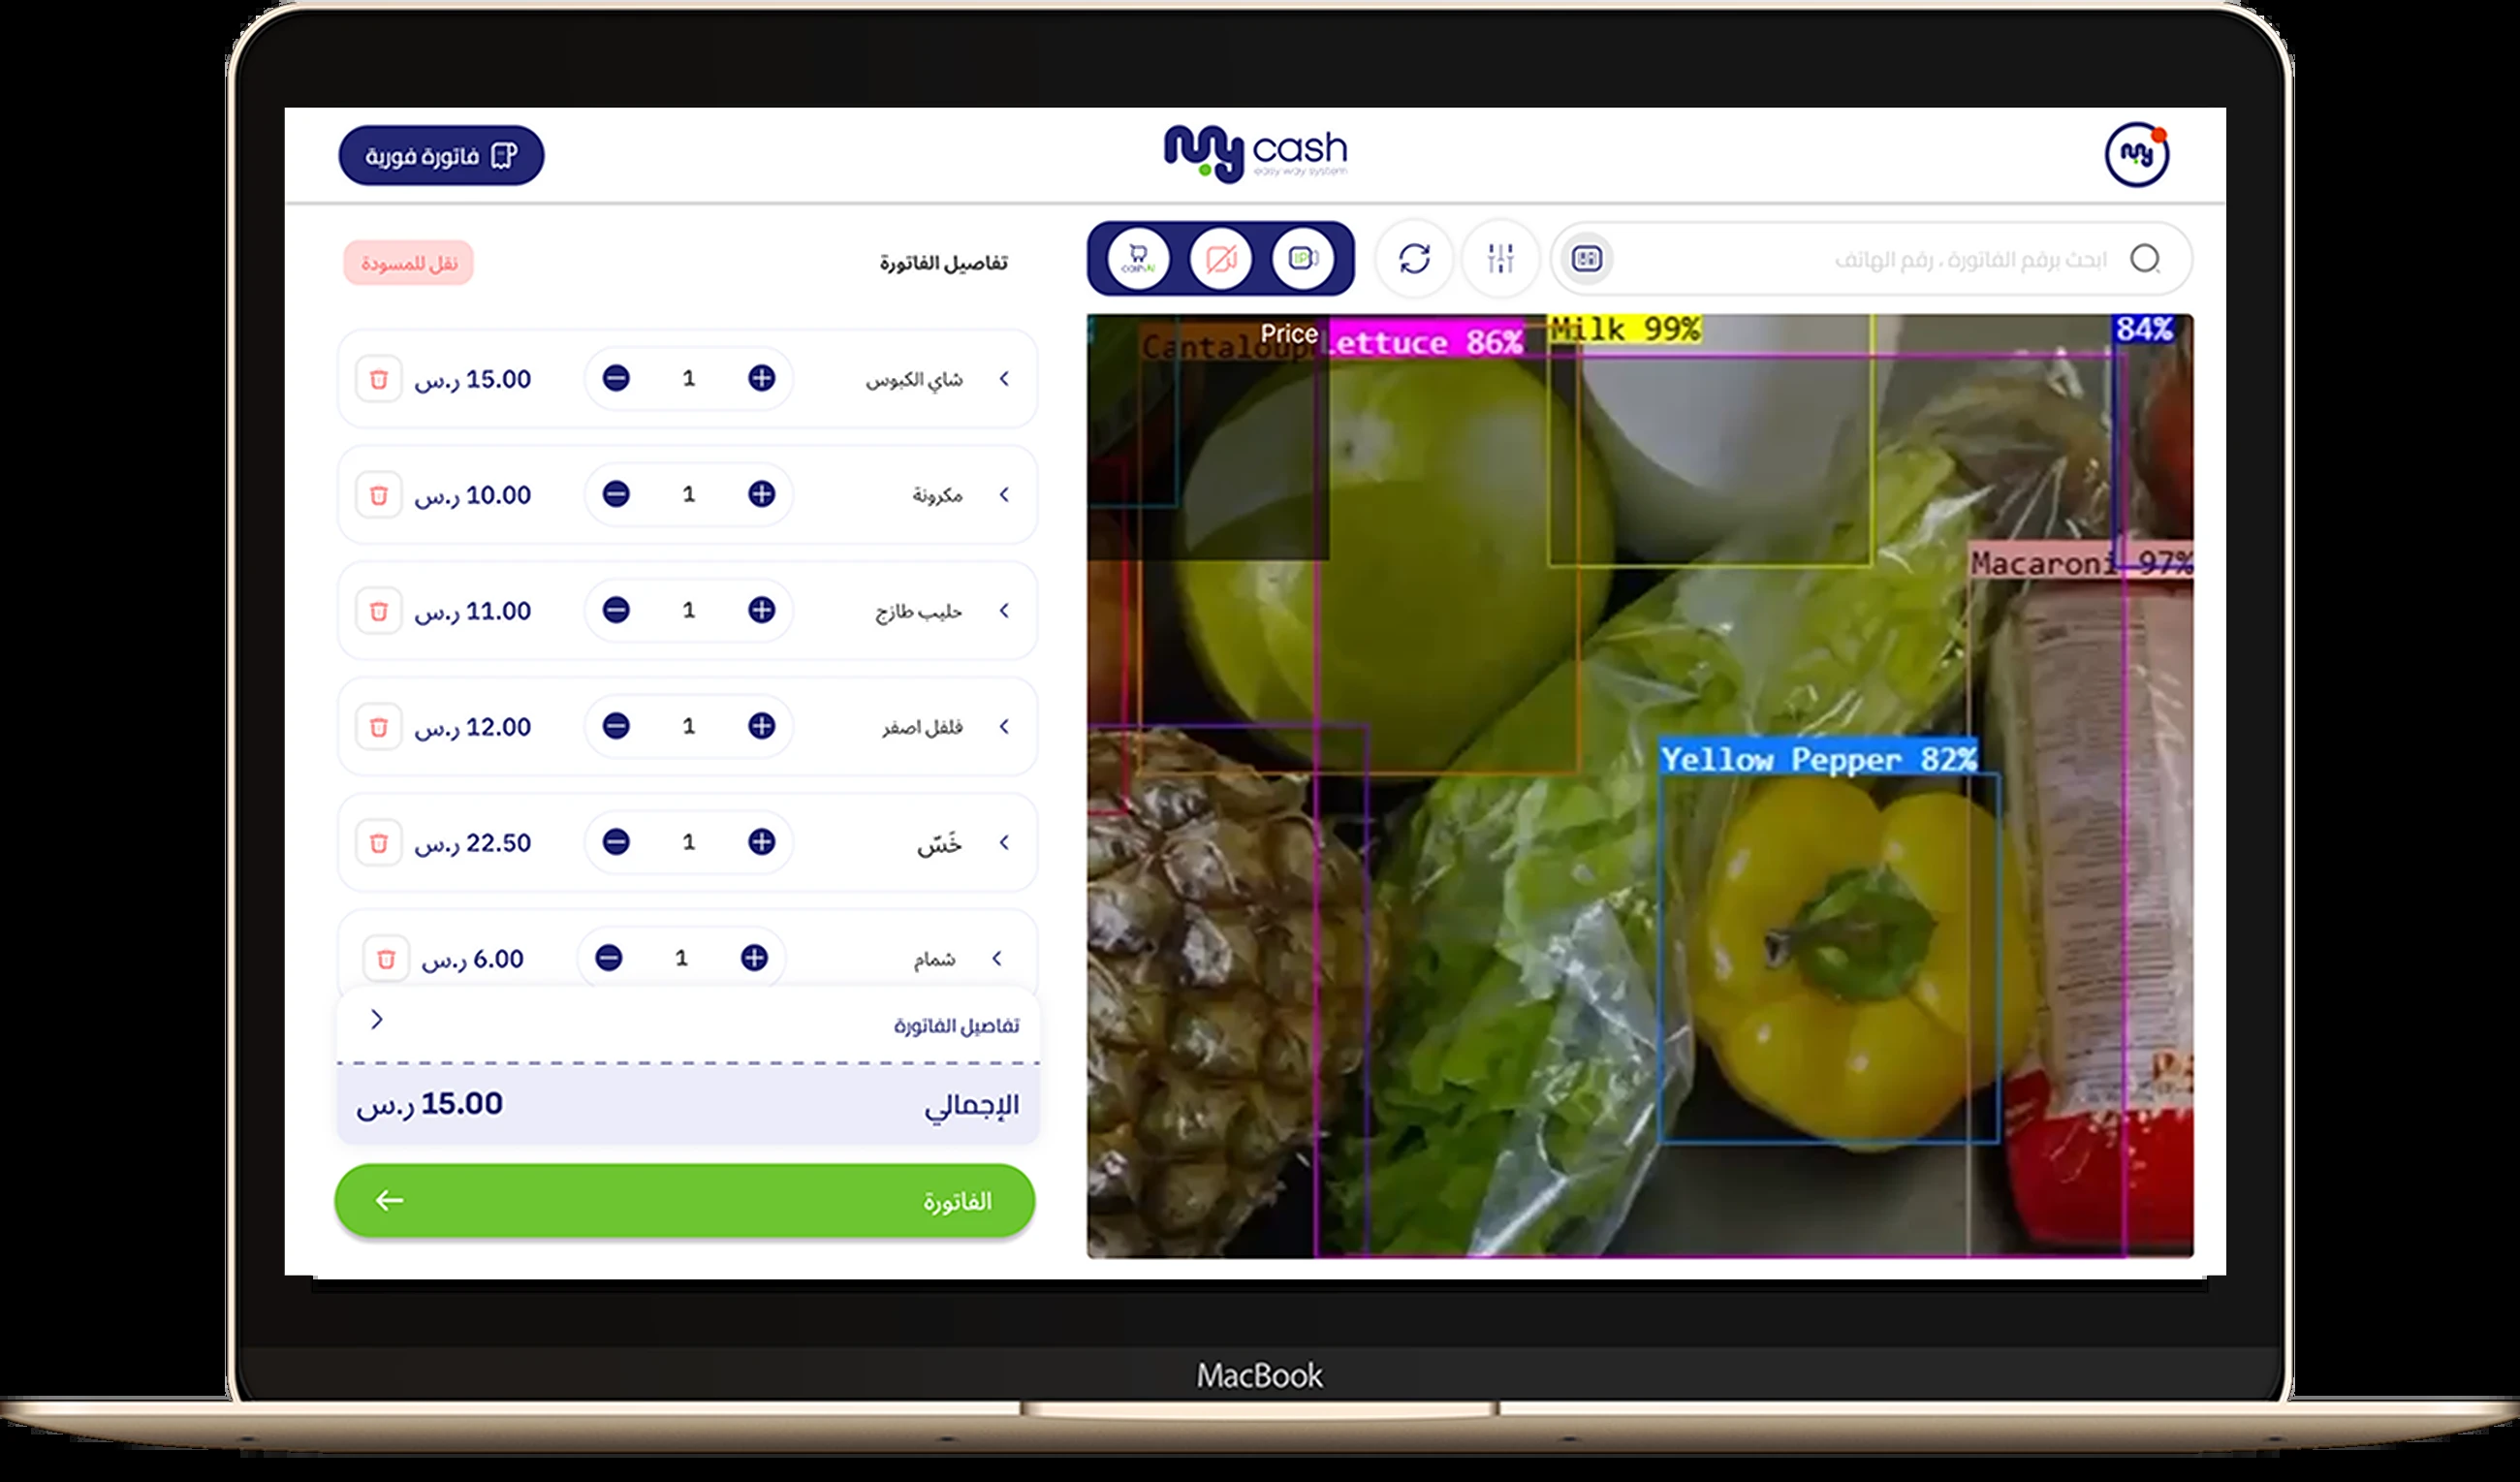 My cash
easy way system
فاتورة فورية
ابحث برقم الفاتورة ، رقم الهاتف
تفاصيل الفاتورة
نقل للمسودة
شاي الكبوس 1 15.00 ر.س
مكرونة 1 10.00 ر.س
حليب طازج 1 11.00 ر.س
فلفل اصفر 1 12.00 ر.س
خَسّ 1 22.50 ر.س
شمام 1 6.00 ر.س
تفاصيل الفاتورة
الإجمالي 15.00 ر.س
الفاتورة
Price
Lettuce 86%
Milk 99%
84%
Macaroni 97%
Yellow Pepper 82%
MacBook